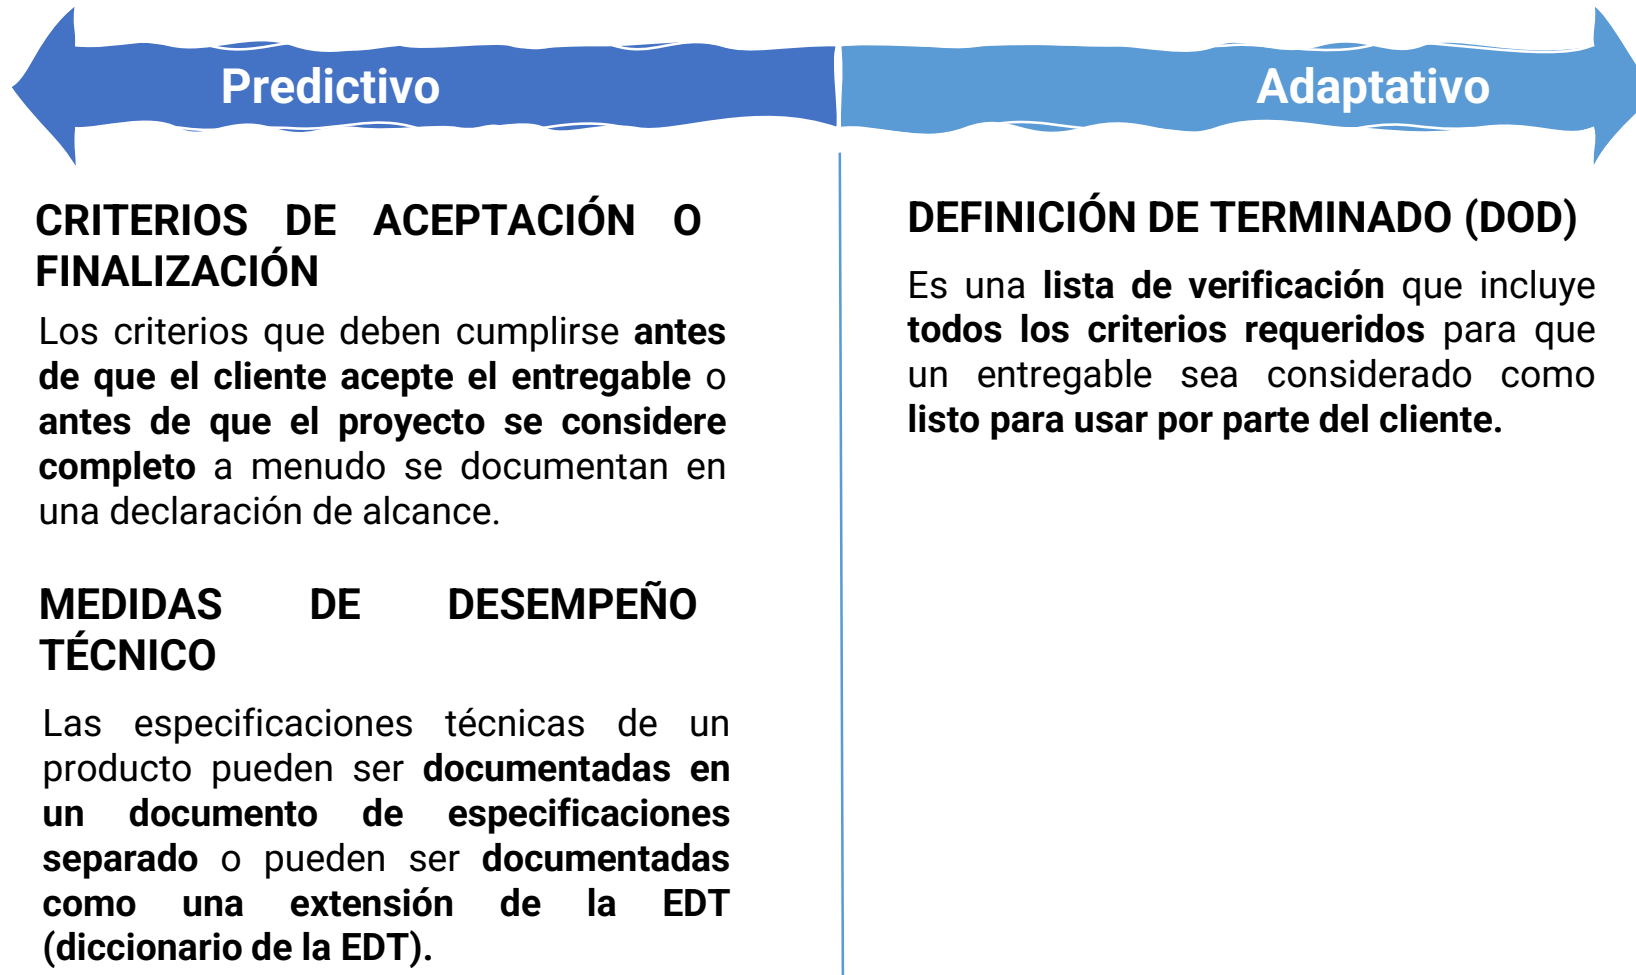 Predictivo
Adaptativo
CRITERIOS DE ACEPTACIÓN O
FINALIZACIÓN
Los criterios que deben cumplirse antes
de que el cliente acepte el entregable o
antes de que el proyecto se considere
completo a menudo se documentan en
una declaración de alcance.
MEDIDAS DE DESEMPEÑO
TÉCNICO
Las especificaciones técnicas de un
producto pueden ser documentadas en
un documento de especificaciones
separado o pueden ser documentadas
como una extensión de la EDT
(diccionario de la EDT).
DEFINICIÓN DE TERMINADO (DOD)
Es una lista de verificación que incluye
todos los criterios requeridos para que
un entregable sea considerado como
listo para usar por parte del cliente.